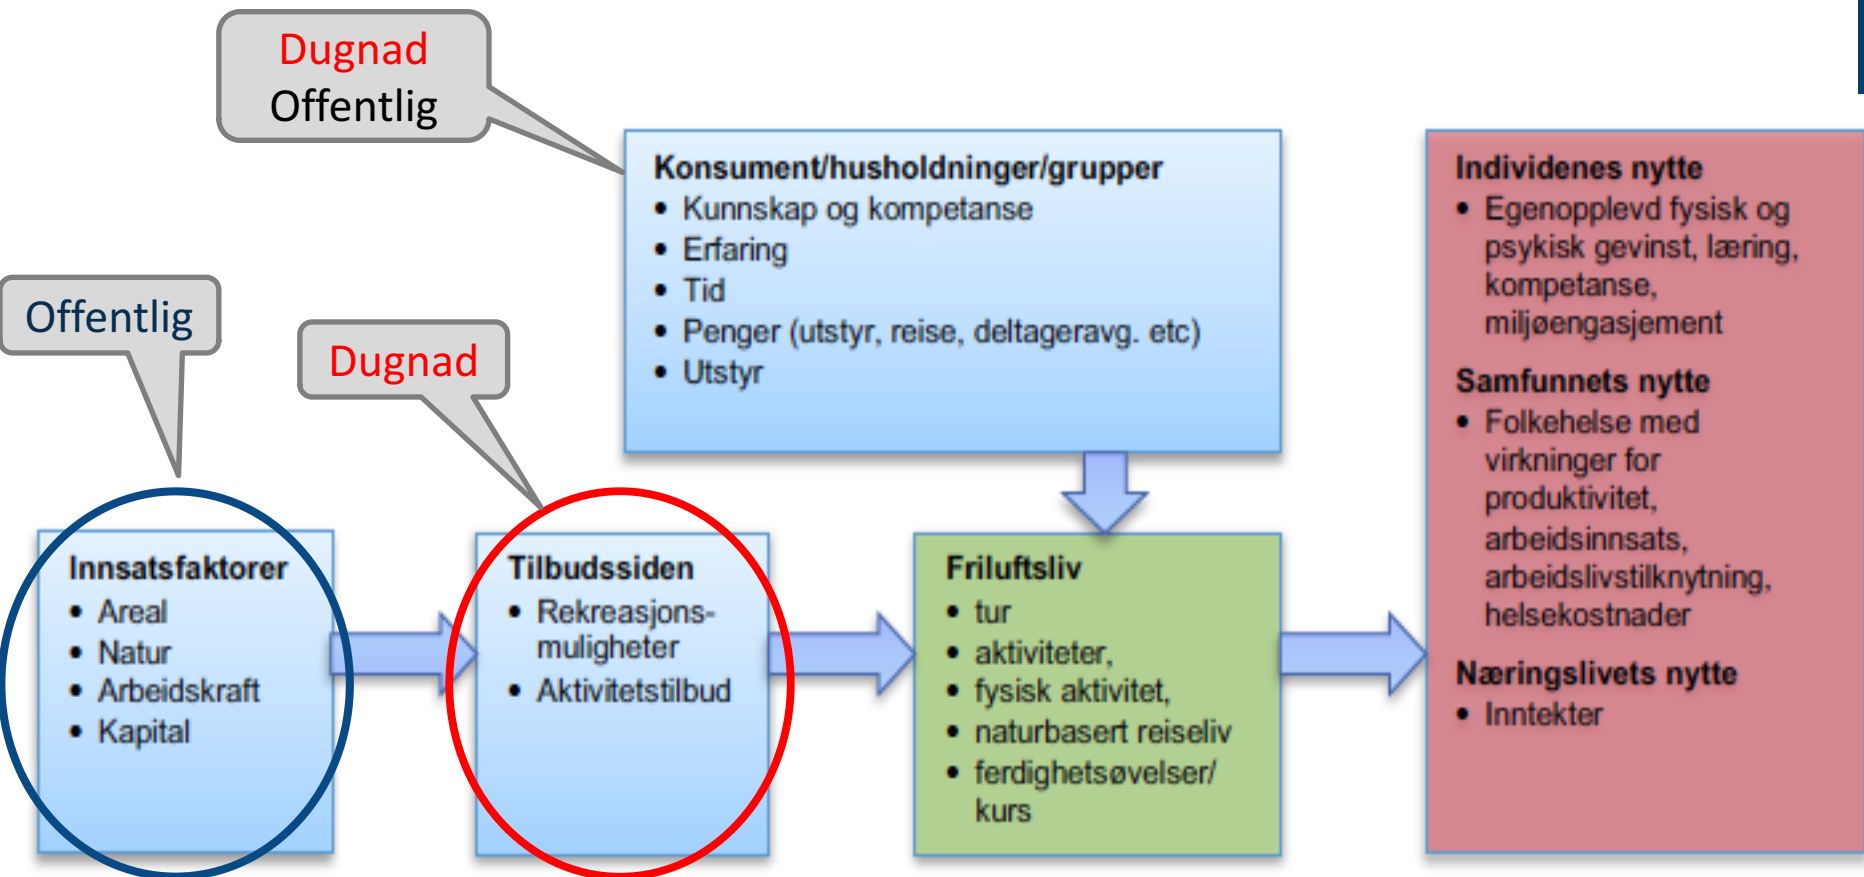 Dugnad
Offentlig
Konsument/husholdninger/grupper
• Kunnskap og kompetanse
• Erfaring
• Tid
• Penger (utstyr, reise, deltageravg. etc)
• Utstyr
Offentlig
Dugnad
Innsatsfaktorer
• Areal
• Natur
• Arbeidskraft
• Kapital
Tilbudssiden
• Rekreasjons-
muligheter
• Aktivitetstilbud
Friluftsliv
• tur
• aktiviteter,
• fysisk aktivitet,
• naturbasert reiseliv
• ferdighetsøvelser/
kurs
Individenes nytte
• Egenopplevd fysisk og
psykisk gevinst, læring,
kompetanse,
miljøengasjement
Samfunnets nytte
• Folkehelse med
virkninger for
produktivitet,
arbeidsinnsats,
arbeidslivstilknytning,
helsekostnader
Næringslivets nytte
• Inntekter